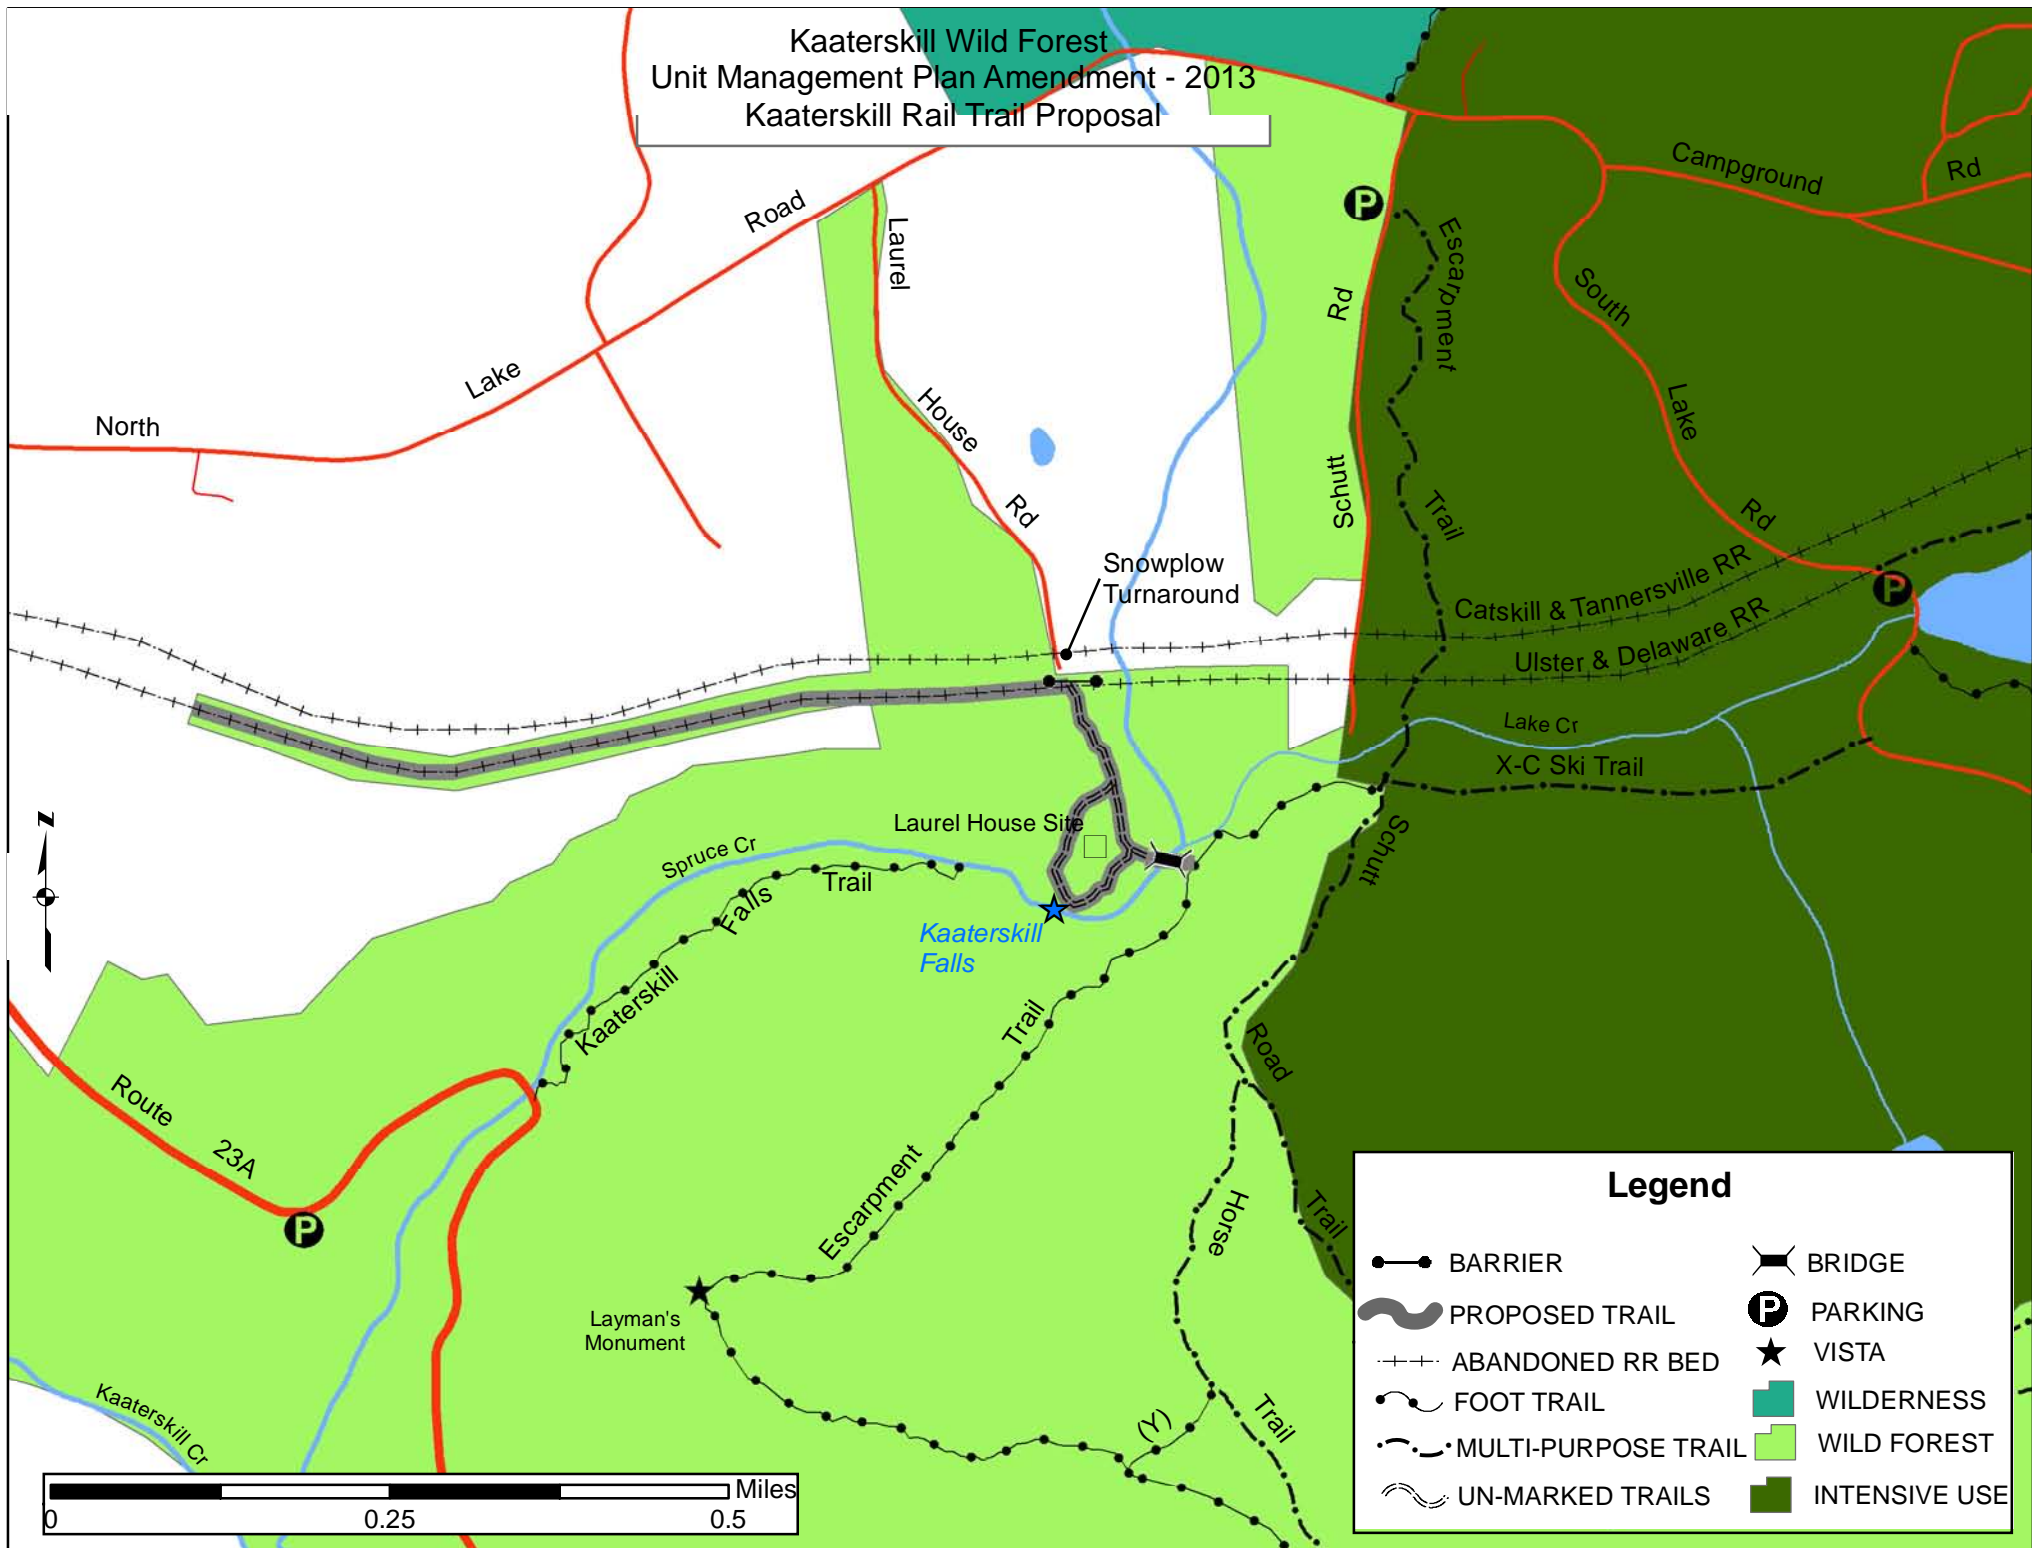 Kaaterskill Wild Forest
Unit Management Plan Amendment - 2013
Kaaterskill Rail Trail Proposal
Campground
Rd
P
Road
Laurel
Escarpment
Rd
South
Lake
House
Lake
North
Schutt
Trail
Rd
Rd
Snowplow
Turnaround
Catskill & Tannersville RR
P
Ulster & Delaware RR
Lake Cr
X-C Ski Trail
Laurel House Site
Schutt
Spruce Cr
Trail
Falls
Kaaterskill
Falls
Kaaterskill
Trail
Road
Route
23A
P
Escarpment
Horse
Trail
Layman's
Monument
Kaaterskill Cr
(Y)
Trail
Z
Miles
0
0.25
0.5
Legend
BARRIER
BRIDGE
PROPOSED TRAIL
P
PARKING
ABANDONED RR BED
VISTA
FOOT TRAIL
WILDERNESS
MULTI-PURPOSE TRAIL
WILD FOREST
UN-MARKED TRAILS
INTENSIVE USE